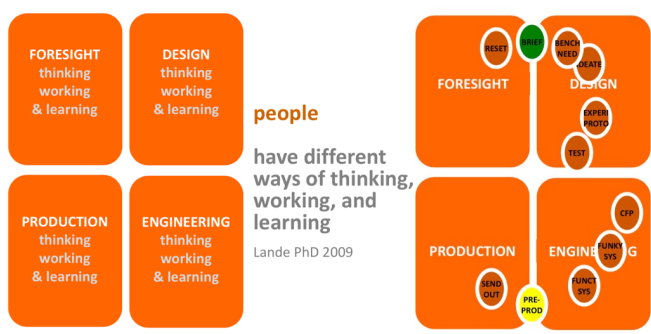 FORESIGHT
thinking
working
& learning
DESIGN
thinking
working
& learning
PRODUCTION
thinking
working
& learning
ENGINEERING
thinking
working
& learning
people
have different
ways of thinking,
working, and
learning
Lande PhD 2009
FORESIGHT
RESET
BRIEF
BENCH
NEED
IDEATE
DESIGN
EXPERI
PROTO
TEST
PRODUCTION
SEND
OUT
PRE-
PROD
CFP
FUNKY
SYS
FUNCT
SYS